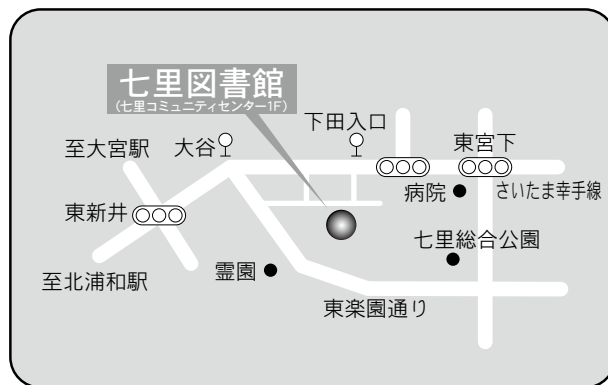 七里図書館
（七里コミュニティセンター1F）
下田入口
至大宮駅
大谷
東宮下
病院
さいたま幸手線
東新井
七里総合公園
至北浦和駅
霊園
東楽園通り